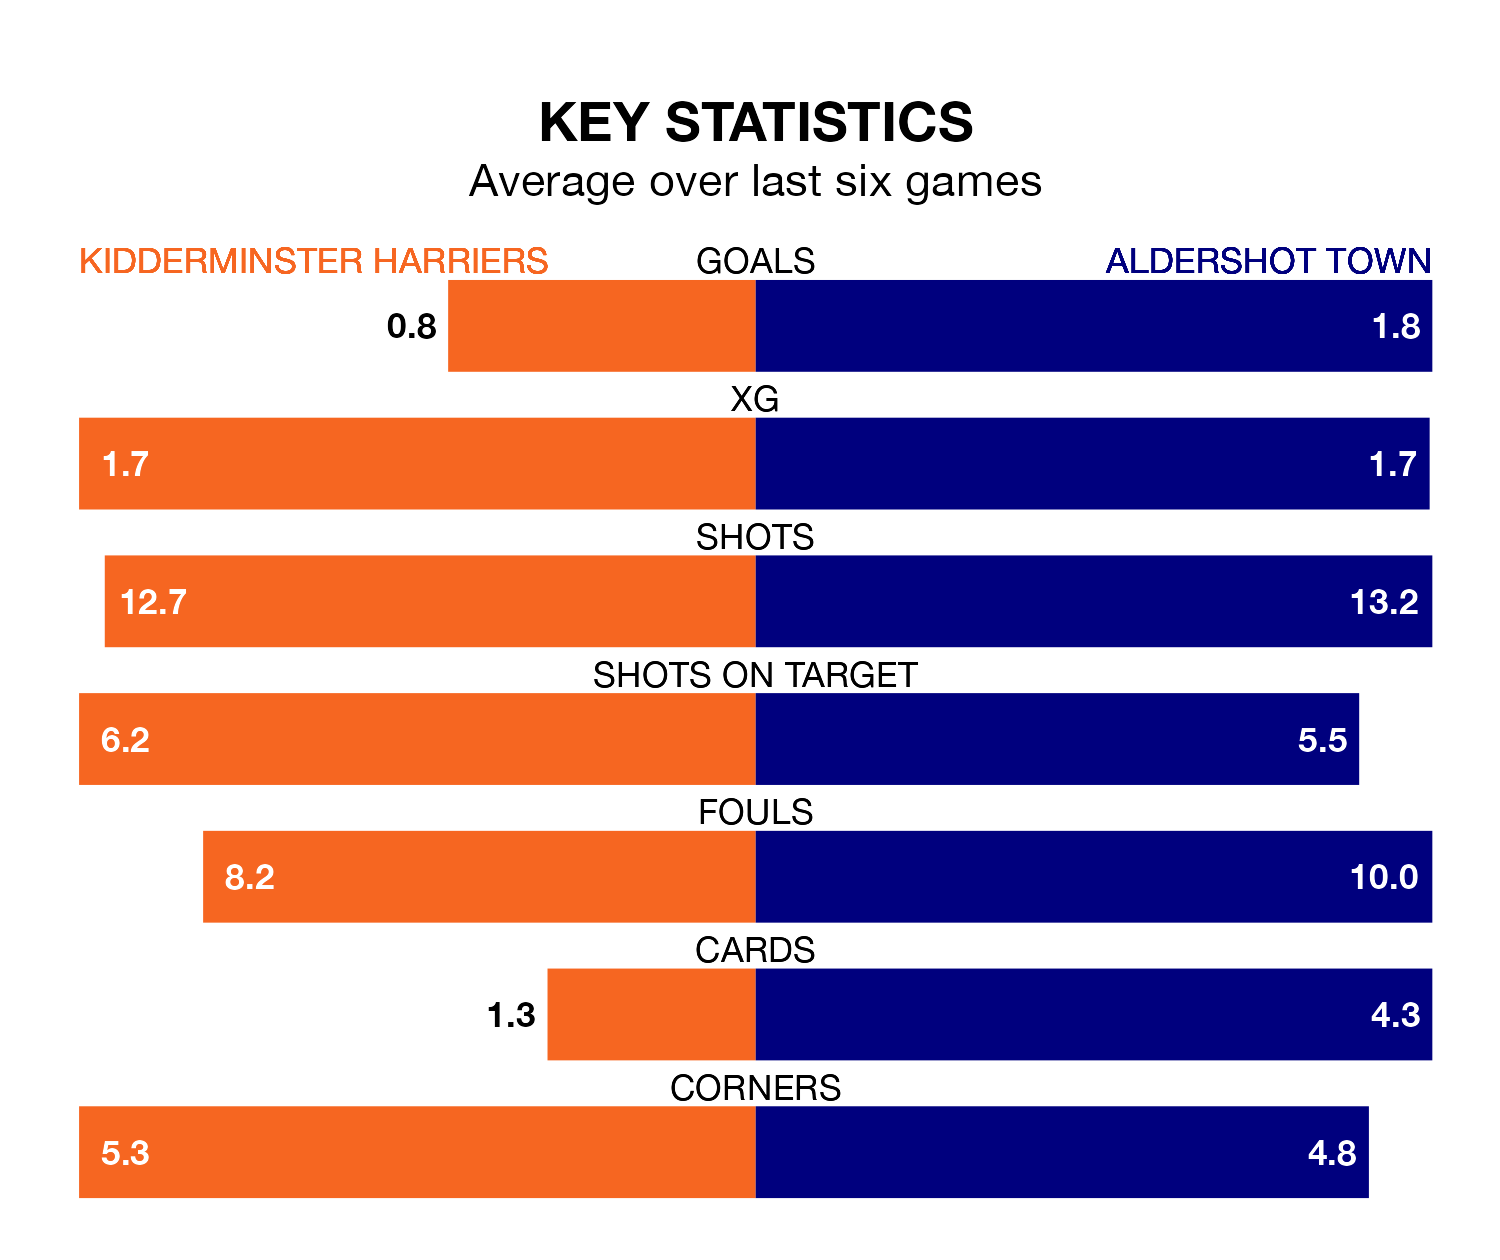 KEY STATISTICS
Average over last six games
KIDDERMINSTER HARRIERS GOALS ALDERSHOT TOWN
0.8 1.8
XG
1.7 1.7
SHOTS
12.7 13.2
SHOTS ON TARGET
6.2 5.5
FOULS
8.2 10.0
CARDS
1.3 4.3
CORNERS
5.3 4.8